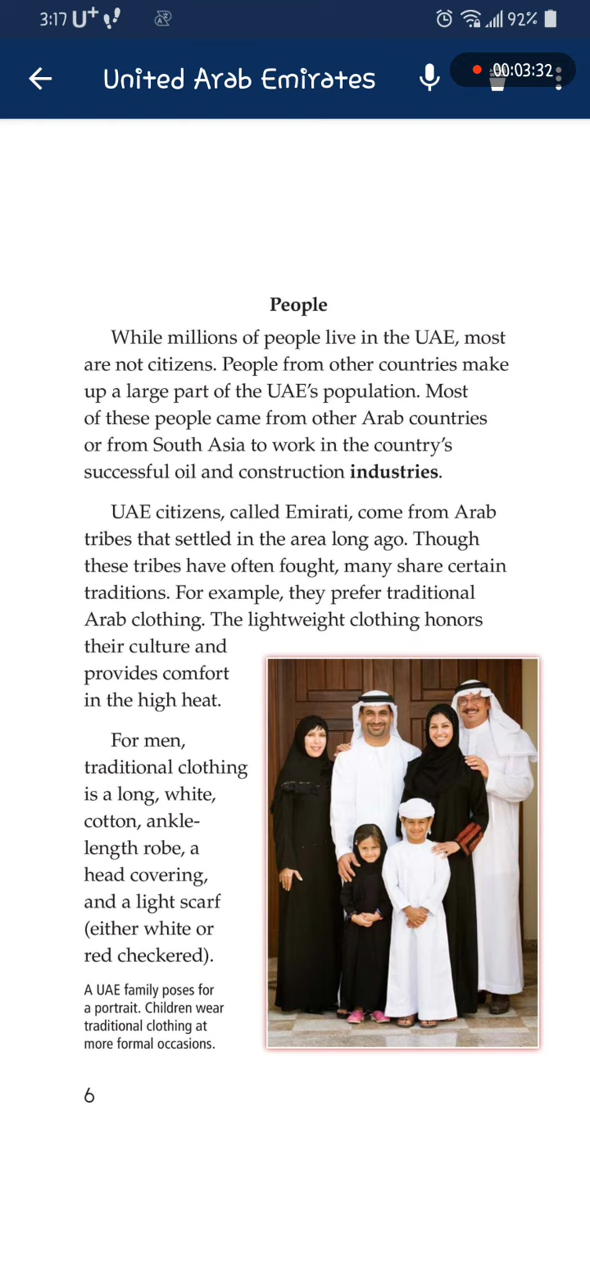 3:17 U+ 92%
United Arab Emirates 00:03:32
People
While millions of people live in the UAE, most
are not citizens. People from other countries make
up a large part of the UAE's population. Most
of these people came from other Arab countries
or from South Asia to work in the country's
successful oil and construction industries.
UAE citizens, called Emirati, come from Arab
tribes that settled in the area long ago. Though
these tribes have often fought, many share certain
traditions. For example, they prefer traditional
Arab clothing. The lightweight clothing honors
their culture and
provides comfort
in the high heat.
For men,
traditional clothing
is a long, white,
cotton, ankle-
length robe, a
head covering,
and a light scarf
(either white or
red checkered).
A UAE family poses for
a portrait. Children wear
traditional clothing at
more formal occasions.
6